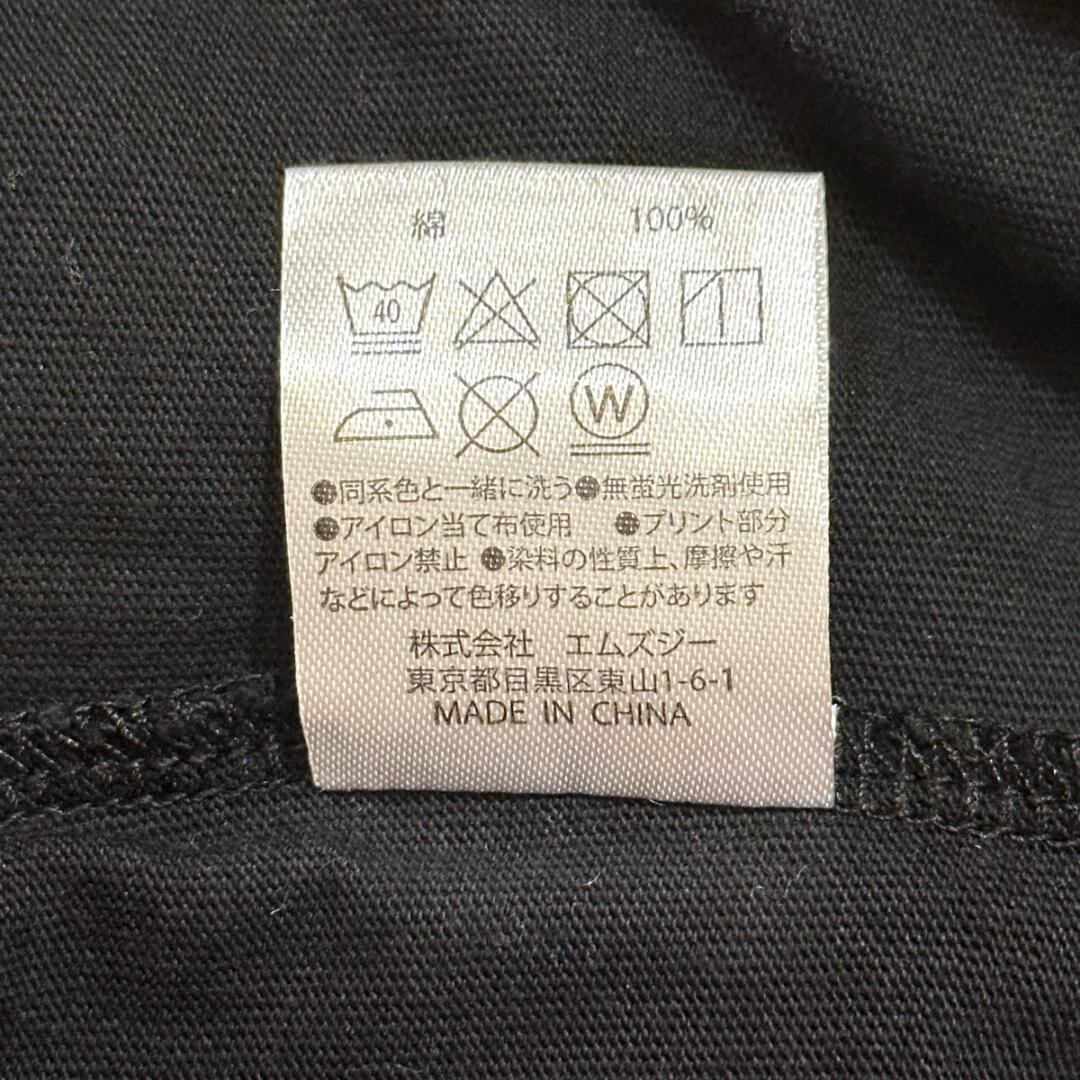 綿 100%
40
W
●同系色と一緒に洗う●無蛍光洗剤使用
●アイロン当て布使用 ●プリント部分
アイロン禁止 ●染料の性質上、摩擦や汗
などによって色移りすることがあります
株式会社 エムズジー
東京都目黒区東山1-6-1
MADE IN CHINA